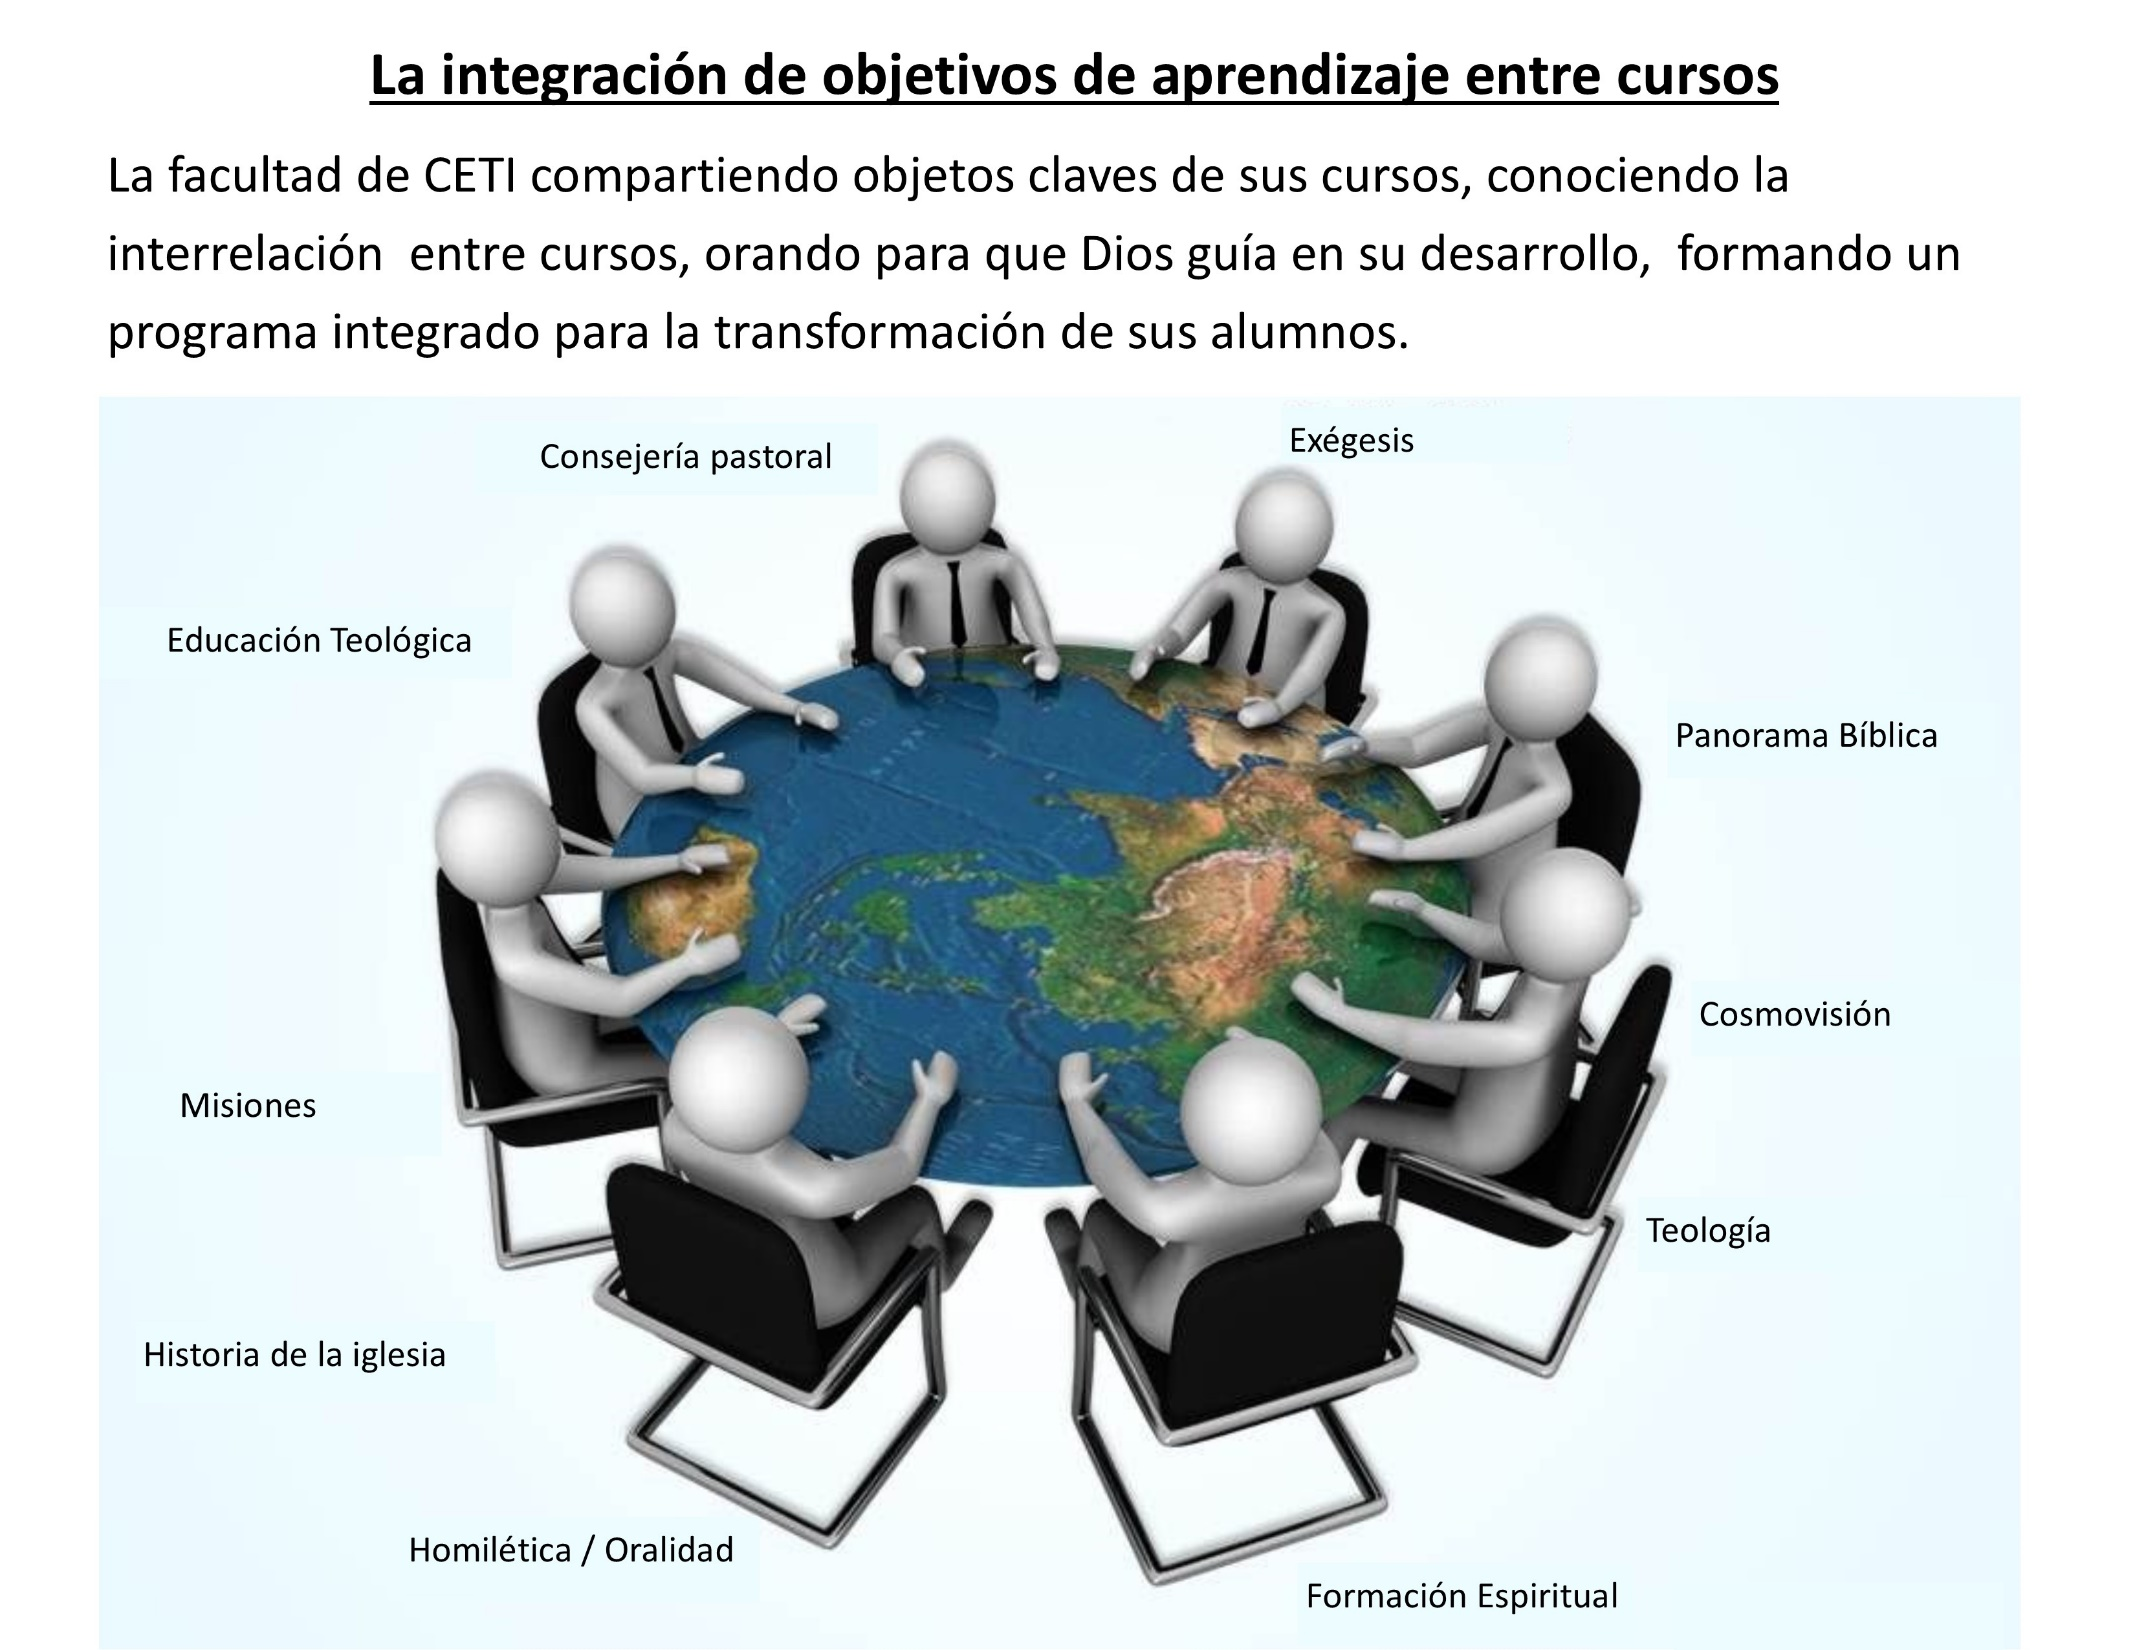 La integración de objetivos de aprendizaje entre cursos
La facultad de CETI compartiendo objetos claves de sus cursos, conociendo la
interrelación  entre cursos, orando para que Dios guía en su desarrollo,  formando un
programa integrado para la transformación de sus alumnos.
Exégesis
Consejería pastoral
Educación Teológica
Panorama Bíblica
Cosmovisión
Misiones
Teología
Historia de la iglesia
Homilética / Oralidad
Formación Espiritual